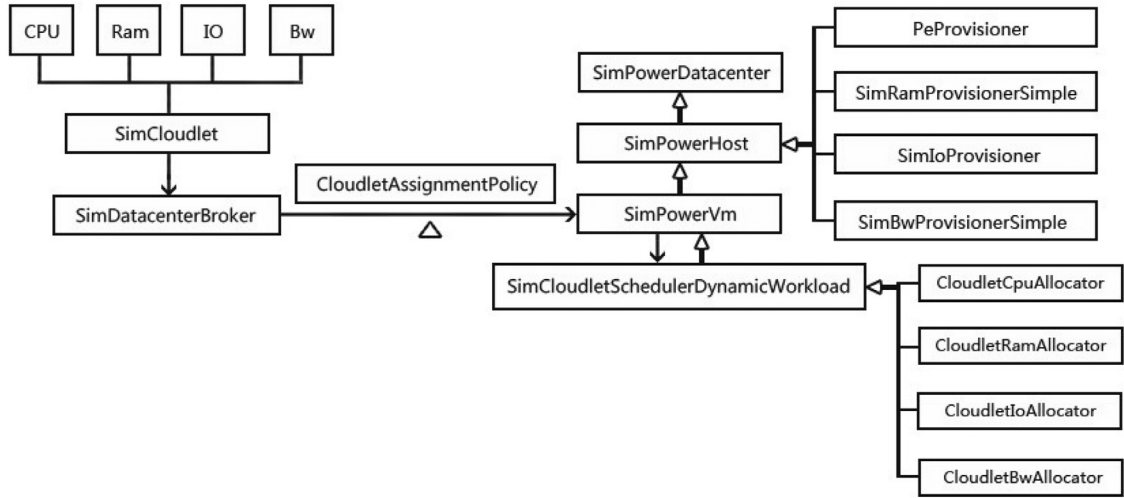 CPU
Ram
IO
Bw
SimCloudlet
SimDatacenterBroker
CloudletAssignmentPolicy
SimPowerDatacenter
SimPowerHost
SimPowerVm
SimCloudletSchedulerDynamicWorkload
PeProvisioner
SimRamProvisionerSimple
SimIoProvisioner
SimBwProvisionerSimple
CloudletCpuAllocator
CloudletRamAllocator
CloudletIoAllocator
CloudletBwAllocator